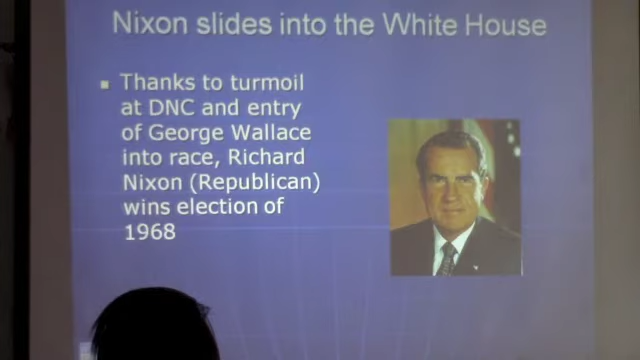 Nixon slides into the White House
Thanks to turmoil
at DNC and entry
of George Wallace
into race, Richard
Nixon (Republican)
wins election of
1968